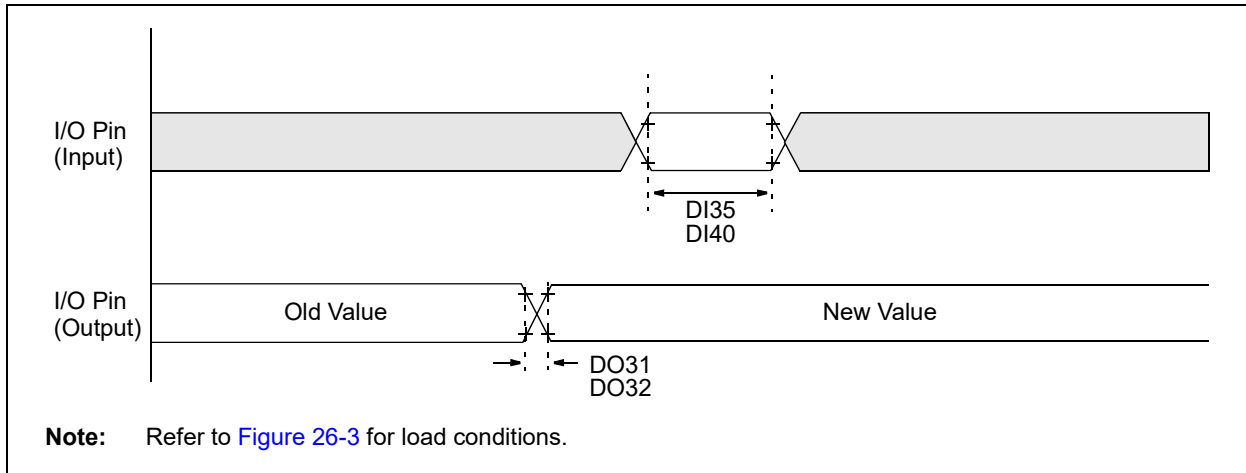 I/O Pin
(Input)
DI35
DI40
I/O Pin
(Output)
Old Value
New Value
DO31
DO32
Note: Refer to Figure 26-3 for load conditions.